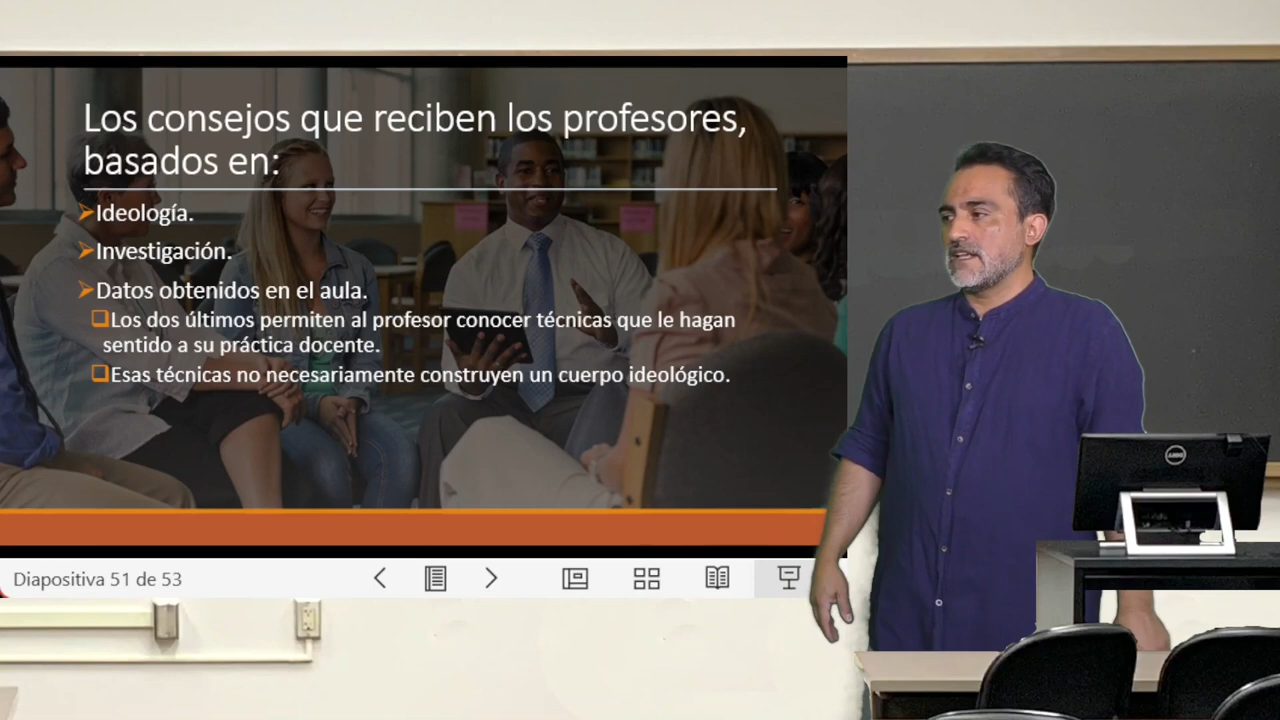 Los consejos que reciben los profesores,
basados en:
Ideología.
Investigación.
Datos obtenidos en el aula.
Los dos últimos permiten al profesor conocer técnicas que le hagan
sentido a su práctica docente.
Esas técnicas no necesariamente construyen un cuerpo ideológico.
Diapositiva 51 de 53
DELL